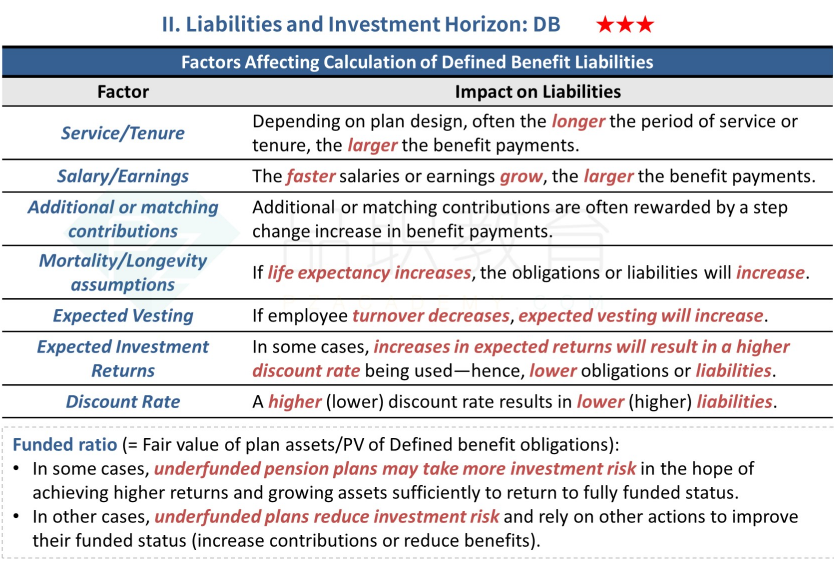 II. Liabilities and Investment Horizon: DB ★★★
Factors Affecting Calculation of Defined Benefit Liabilities
Factor Impact on Liabilities
Service/Tenure
Depending on plan design, often the longer the period of service or
tenure, the larger the benefit payments.
Salary/Earnings
The faster salaries or earnings grow, the larger the benefit payments.
Additional or matching
contributions
Additional or matching contributions are often rewarded by a step
change increase in benefit payments.
Mortality/Longevity
assumptions
If life expectancy increases, the obligations or liabilities will increase.
Expected Vesting
If employee turnover decreases, expected vesting will increase.
Expected Investment
Returns
In some cases, increases in expected returns will result in a higher
discount rate being used—hence, lower obligations or liabilities.
Discount Rate
A higher (lower) discount rate results in lower (higher) liabilities.
Funded ratio (= Fair value of plan assets/PV of Defined benefit obligations):
• In some cases, underfunded pension plans may take more investment risk in the hope of
achieving higher returns and growing assets sufficiently to return to fully funded status.
• In other cases, underfunded plans reduce investment risk and rely on other actions to improve
their funded status (increase contributions or reduce benefits).